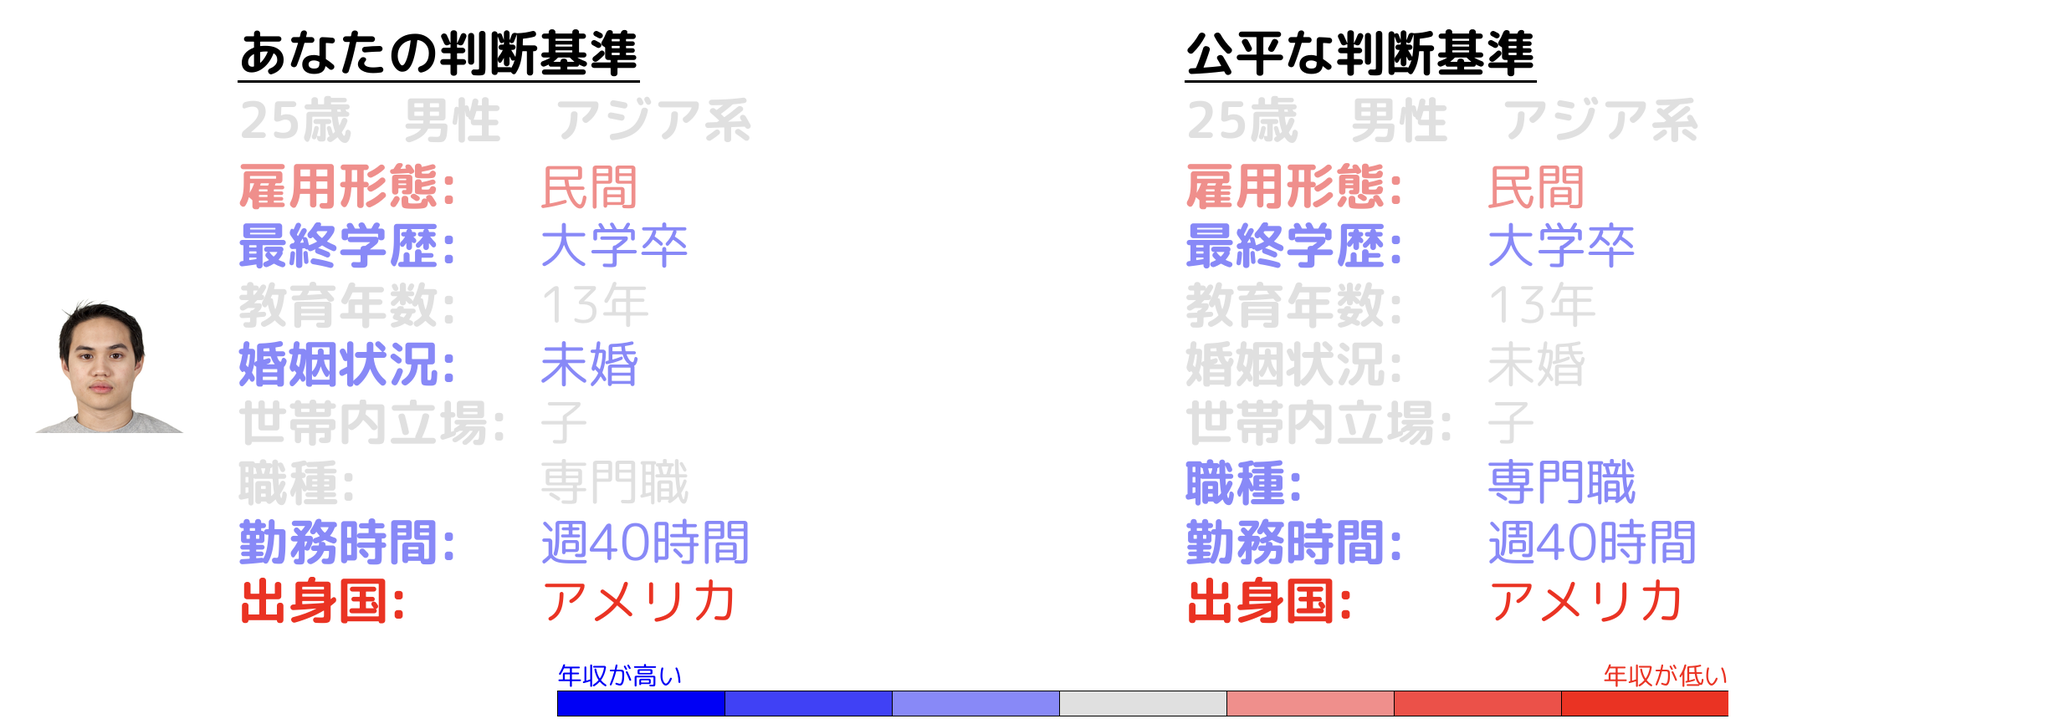 あなたの判断基準
25歳 男性 アジア系
雇用形態: 民間
最終学歴: 大学卒
教育年数: 13年
婚姻状況: 未婚
世帯内立場: 子
職種: 専門職
勤務時間: 週40時間
出身国: アメリカ
公平な判断基準
25歳 男性 アジア系
雇用形態: 民間
最終学歴: 大学卒
教育年数: 13年
婚姻状況: 未婚
世帯内立場: 子
職種: 専門職
勤務時間: 週40時間
出身国: アメリカ
年収が高い
年収が低い